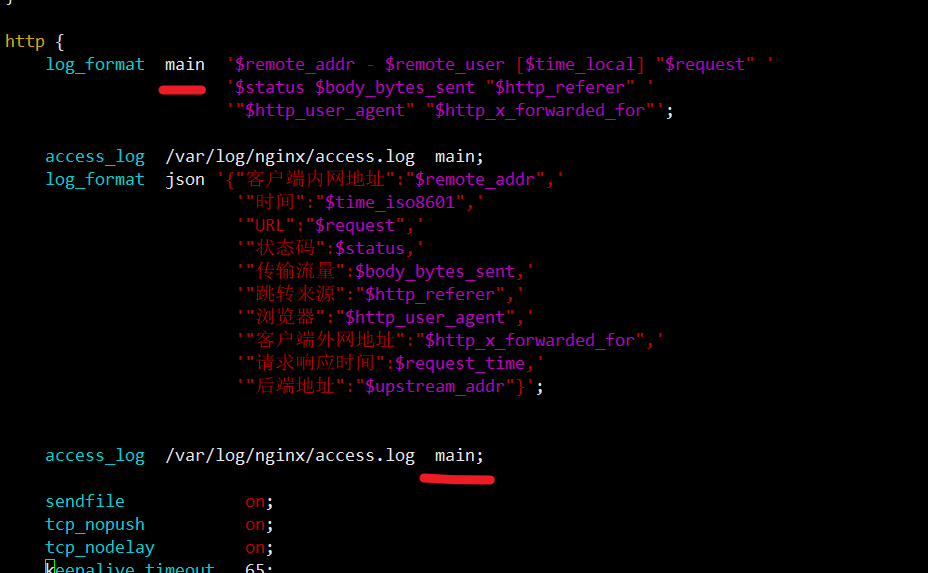 }
http {
log_format main '$remote_addr - $remote_user [$time_local] "$request" '
'$status $body_bytes_sent "$http_referer" '
'"$http_user_agent" "$http_x_forwarded_for"';
access_log /var/log/nginx/access.log main;
log_format json '{"客户端内网地址":"$remote_addr",'
'"时间":"$time_iso8601",'
'"URL":"$request",'
'"状态码":$status,'
'"传输流量":$body_bytes_sent,'
'"跳转来源":"$http_referer",'
'"浏览器":"$http_user_agent",'
'"客户端外网地址":"$http_x_forwarded_for",'
'"请求响应时间":$request_time,'
'"后端地址":"$upstream_addr"}';
access_log /var/log/nginx/access.log main;
sendfile on;
tcp_nopush on;
tcp_nodelay on;
keepalive_timeout 65;